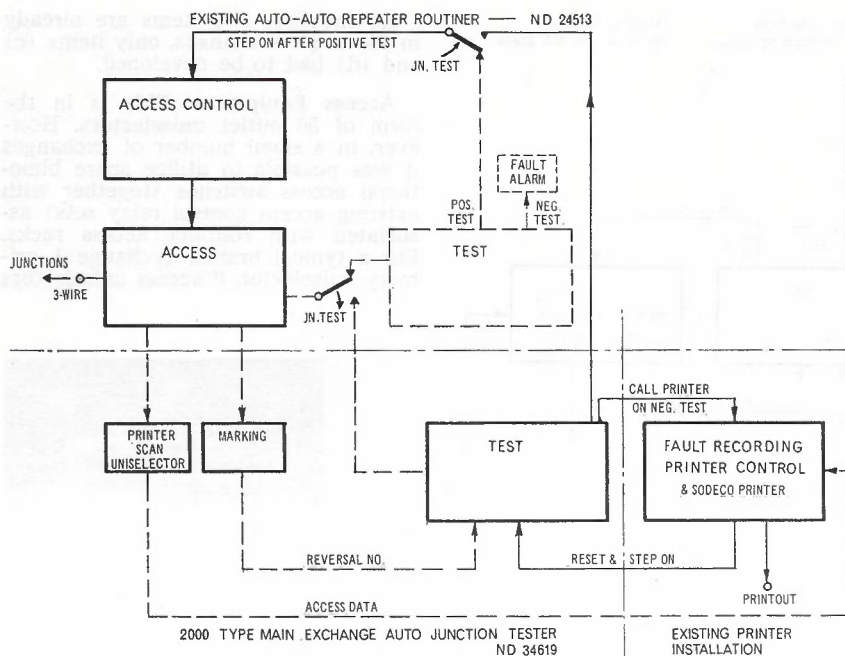 EXISTING AUTO-AUTO REPEATER ROUTINER — ND 24513
STEP ON AFTER POSITIVE TEST
JN. TEST
ACCESS CONTROL
FAULT
ALARM
POS.
TEST
NEG.
TEST.
ACCESS
TEST
JUNCTIONS
3-WIRE
JN. TEST
CALL PRINTER
ON NEG. TEST
PRINTER
SCAN
UNISELECTOR
MARKING
TEST
FAULT RECORDING
PRINTER CONTROL
& SODECO PRINTER
REVERSAL NO.
RESET & STEP ON
PRINTOUT
ACCESS DATA
2000 TYPE MAIN EXCHANGE AUTO JUNCTION TESTER
ND 34619
EXISTING PRINTER
INSTALLATION